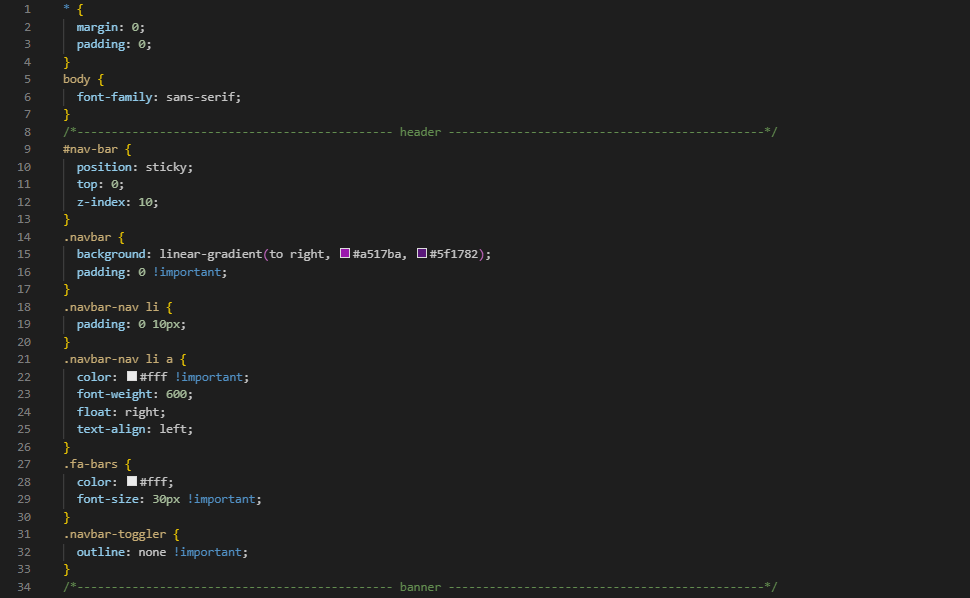 1 * {
2 margin: 0;
3 padding: 0;
4 }
5 body {
6 font-family: sans-serif;
7 }
8 /*---------------------------------------------- header ----------------------------------------------*/
9 #nav-bar {
10 position: sticky;
11 top: 0;
12 z-index: 10;
13 }
14 .navbar {
15 background: linear-gradient(to right, #a517ba, #5f1782);
16 padding: 0 !important;
17 }
18 .navbar-nav li {
19 padding: 0 10px;
20 }
21 .navbar-nav li a {
22 color: #fff !important;
23 font-weight: 600;
24 float: right;
25 text-align: left;
26 }
27 .fa-bars {
28 color: #fff;
29 font-size: 30px !important;
30 }
31 .navbar-toggler {
32 outline: none !important;
33 }
34 /*---------------------------------------------- banner ----------------------------------------------*/